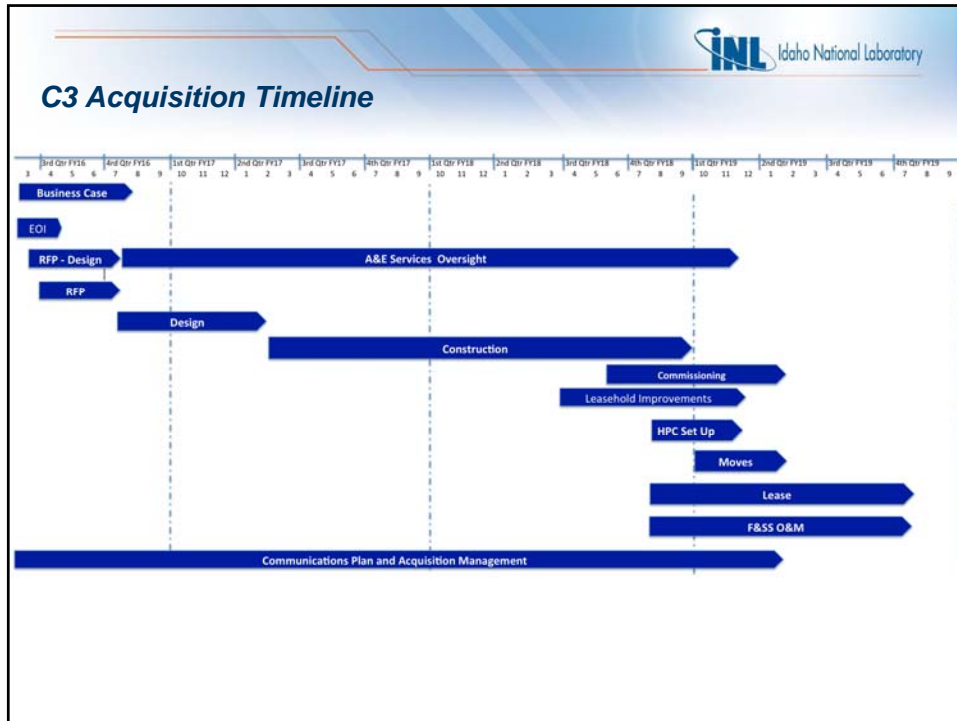 INL Idaho National Laboratory
C3 Acquisition Timeline
3rd Qtr FY16 4rd Qtr FY16 1st Qtr FY17 2nd Qtr FY17 3rd Qtr FY17 4th Qtr FY17 1st Qtr FY18 2nd Qtr FY18 3rd Qtr FY18 4th Qtr FY18 1st Qtr FY19 2nd Qtr FY19 3rd Qtr FY19 4th Qtr FY19
3 4 5 6 7 8 9 10 11 12 1 2 3 4 5 6 7 8 9 10 11 12 1 2 3 4 5 6 7 8 9 10 11 12 1 2 3 4 5 6 7 8 9
Business Case
EOI
RFP - Design A&E Services Oversight
RFP
Design
Construction
Commissioning
Leasehold Improvements
HPC Set Up
Moves
Lease
F&SS O&M
Communications Plan and Acquisition Management